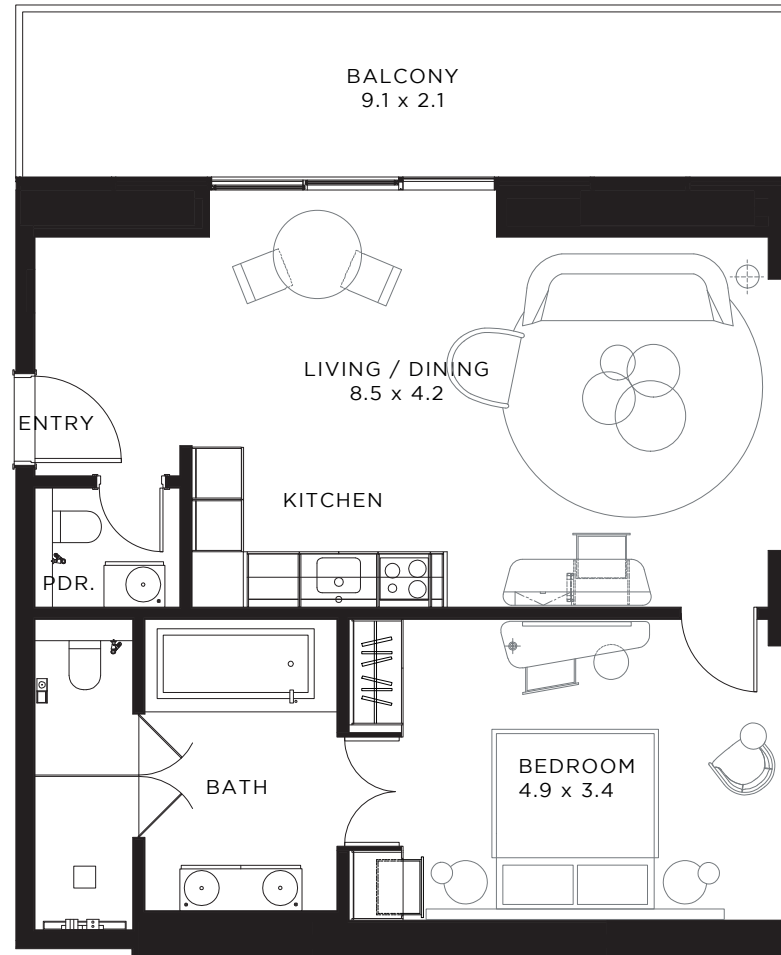 BALCONY
9.1 x 2.1
LIVING / DINING
8.5 x 4.2
ENTRY
KITCHEN
PDR.
BATH
BEDROOM
4.9 x 3.4